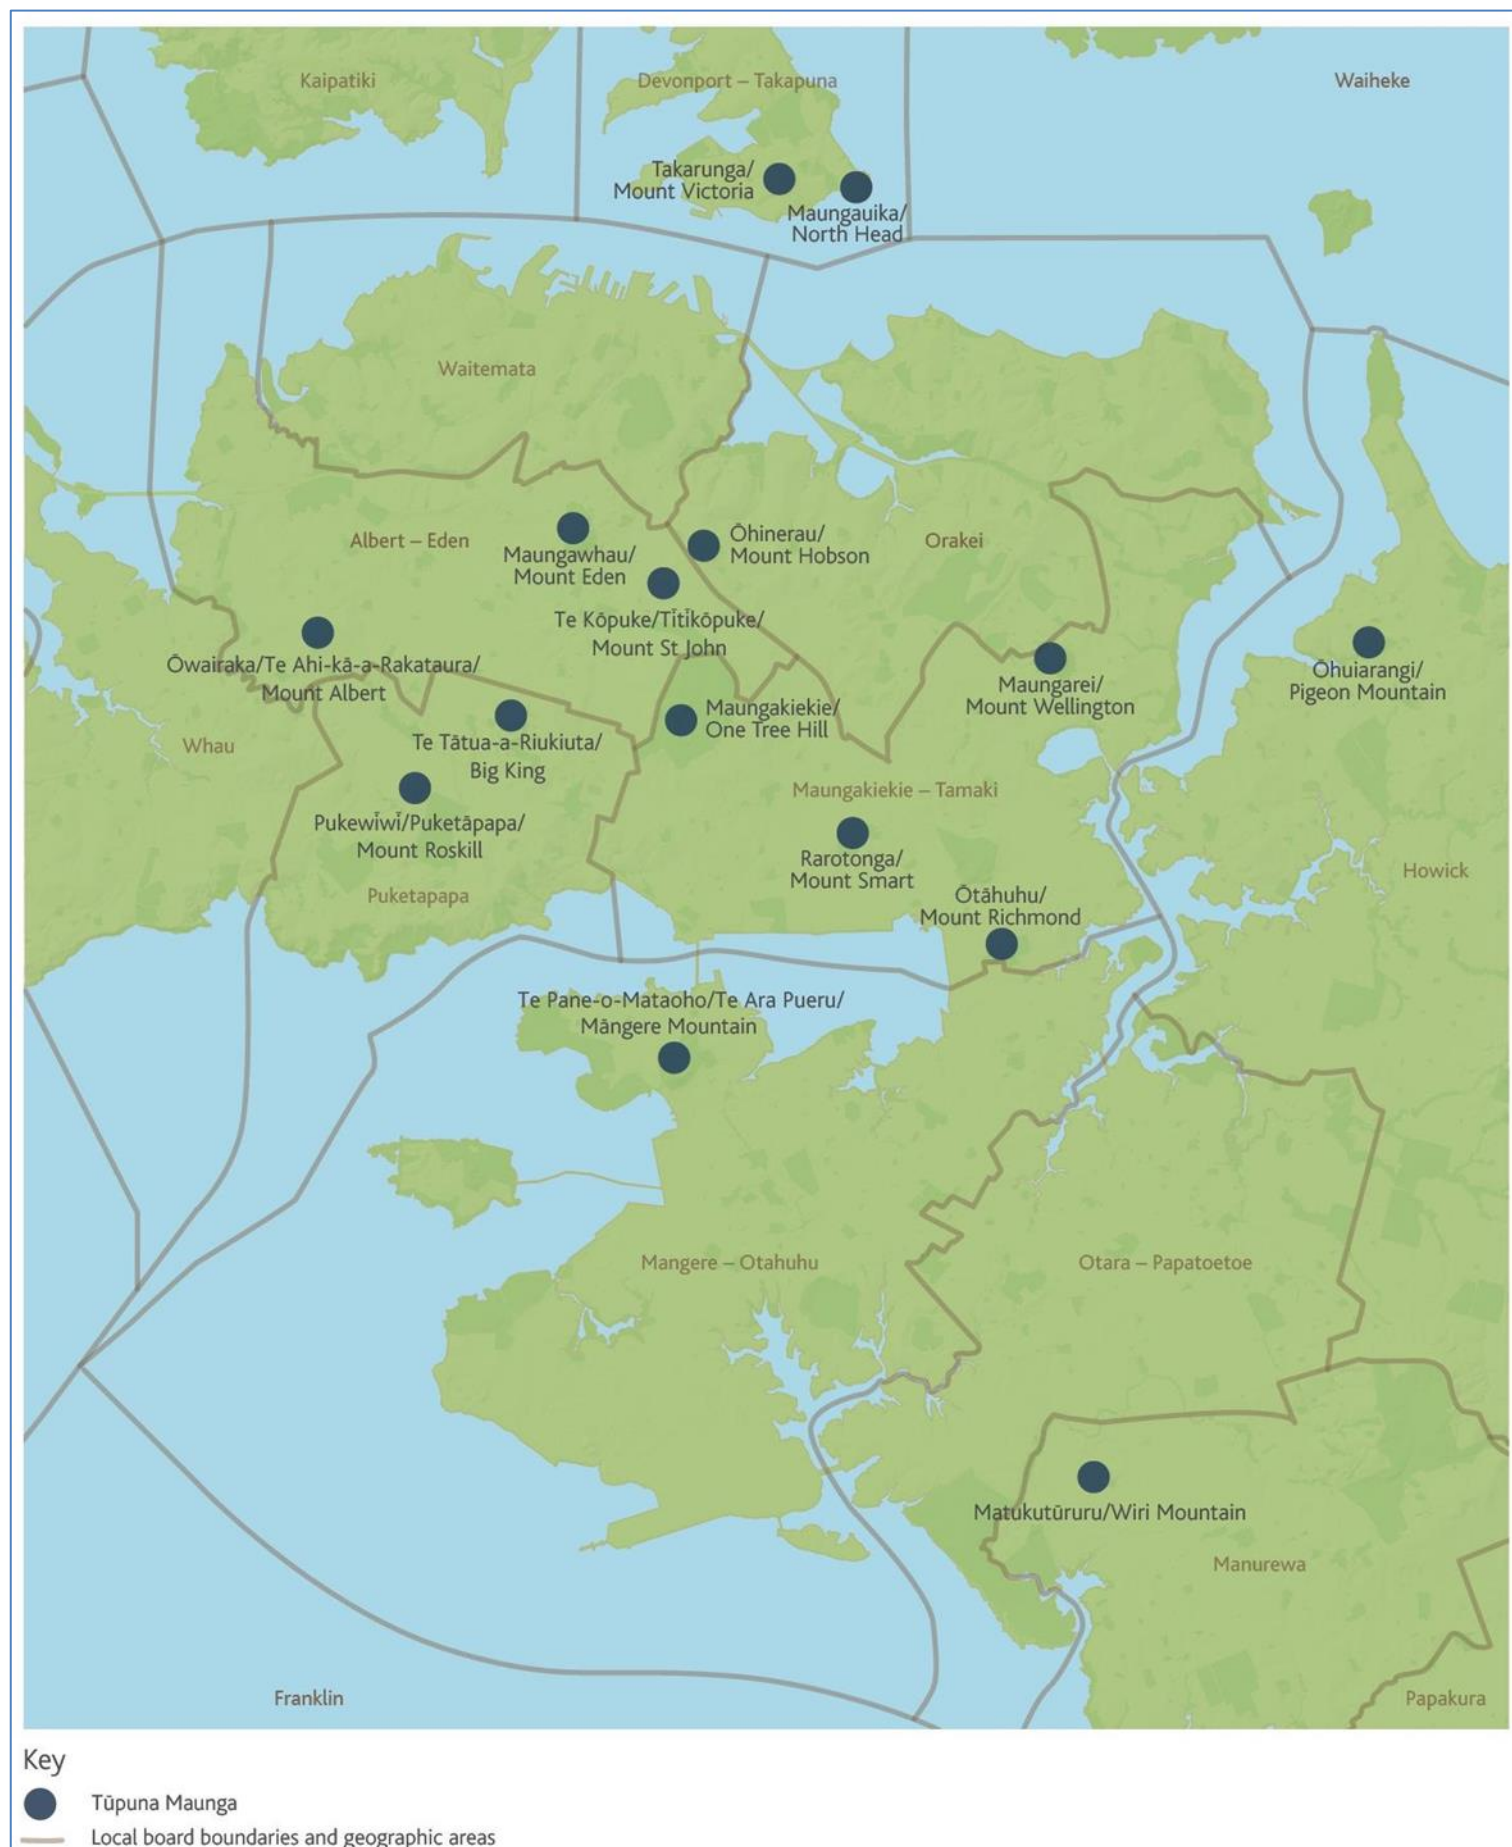 Kaipatiki
Devonport – Takapuna
Waiheke
Takarunga/
Mount Victoria
Maungauika/
North Head
Waitemata
Albert – Eden
Maungawhau/
Mount Eden
Ōhinerau/
Mount Hobson
Orakei
Te Kōpuke/Tītīkōpuke/
Mount St John
Ōwairaka/Te Ahi-kā-a-Rakataura/
Mount Albert
Maungarei/
Mount Wellington
Ōhuiarangi/
Pigeon Mountain
Maungakiekie/
One Tree Hill
Whau
Te Tātua-a-Riukiuta/
Big King
Maungakiekie – Tamaki
Pukewīwī/Puketāpapa/
Mount Roskill
Rarotonga/
Mount Smart
Howick
Puketapapa
Ōtāhuhu/
Mount Richmond
Te Pane-o-Mataoho/Te Ara Pueru/
Māngere Mountain
Mangere – Otahuhu
Otara – Papatoetoe
Matukutūruru/Wiri Mountain
Manurewa
Franklin
Papakura
Key
Tūpuna Maunga
Local board boundaries and geographic areas